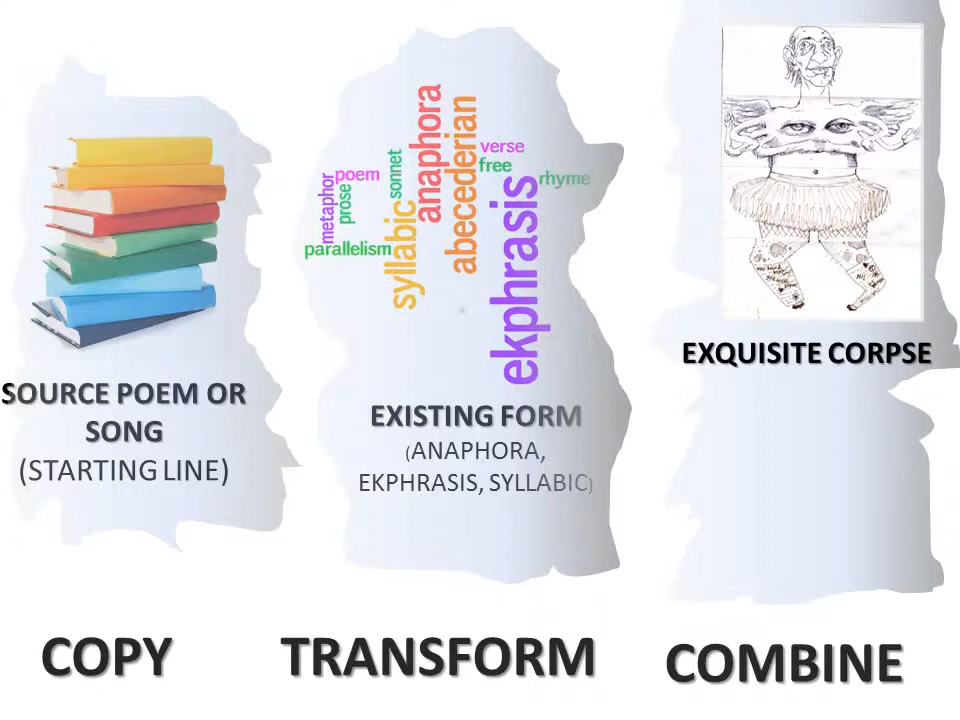 SOURCE POEM OR
SONG
(STARTING LINE)
COPY
metaphor
prose
poem
sonnet
parallelism
syllabic
anaphora
abecederian
verse
free
rhyme
ekphrasis
EXISTING FORM
(ANAPHORA,
EKPHRASIS, SYLLABIC)
TRANSFORM
EXQUISITE CORPSE
COMBINE